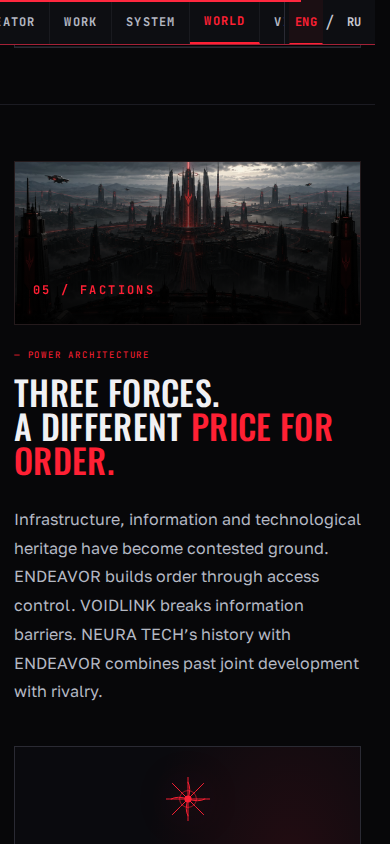 EATOR WORK SYSTEM WORLD V ENG / RU
05 / FACTIONS
— POWER ARCHITECTURE
THREE FORCES.
A DIFFERENT PRICE FOR
ORDER.
Infrastructure, information and technological
heritage have become contested ground.
ENDEAVOR builds order through access
control. VOIDLINK breaks information
barriers. NEURA TECH’s history with
ENDEAVOR combines past joint development
with rivalry.